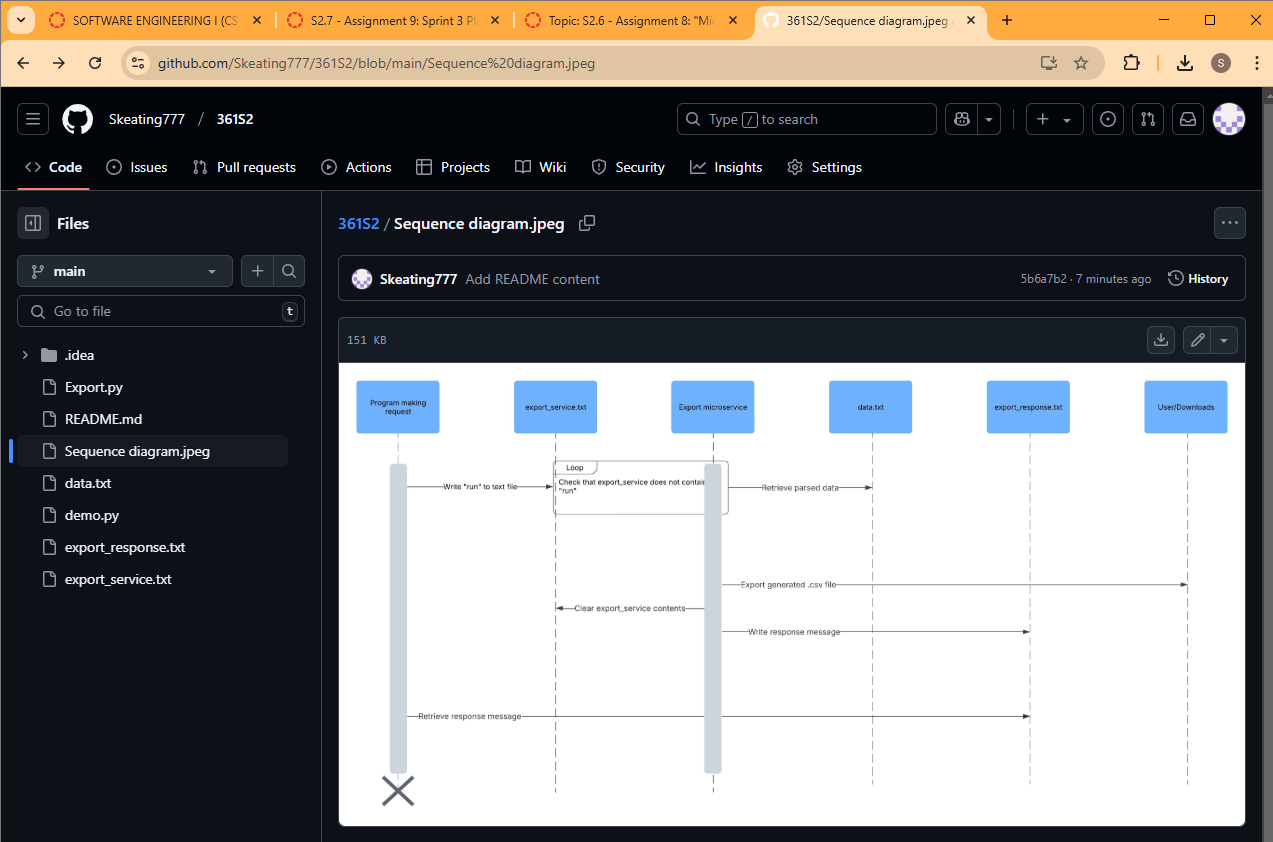 SOFTWARE ENGINEERING I (CS
S2.7 - Assignment 9: Sprint 3 Pl
Topic: S2.6 - Assignment 8: "Mic
361S2/Sequence diagram.jpeg
github.com/Skeating777/361S2/blob/main/Sequence%20diagram.jpeg
S
Skeating777 / 361S2
Type / to search
Code
Issues
Pull requests
Actions
Projects
Wiki
Security
Insights
Settings
Files
main
Go to file
t
.idea
Export.py
README.md
Sequence diagram.jpeg
data.txt
demo.py
export_response.txt
export_service.txt
361S2 / Sequence diagram.jpeg
Skeating777 Add README content
5b6a7b2 · 7 minutes ago
History
151 KB
Program making
request
export_service.txt
Export microservice
data.txt
export_response.txt
User/Downloads
Loop
Check that export_service does not contain
"run"
Write "run" to text file
Retrieve parsed data
Export generated .csv file
Clear export_service contents
Write response message
Retrieve response message